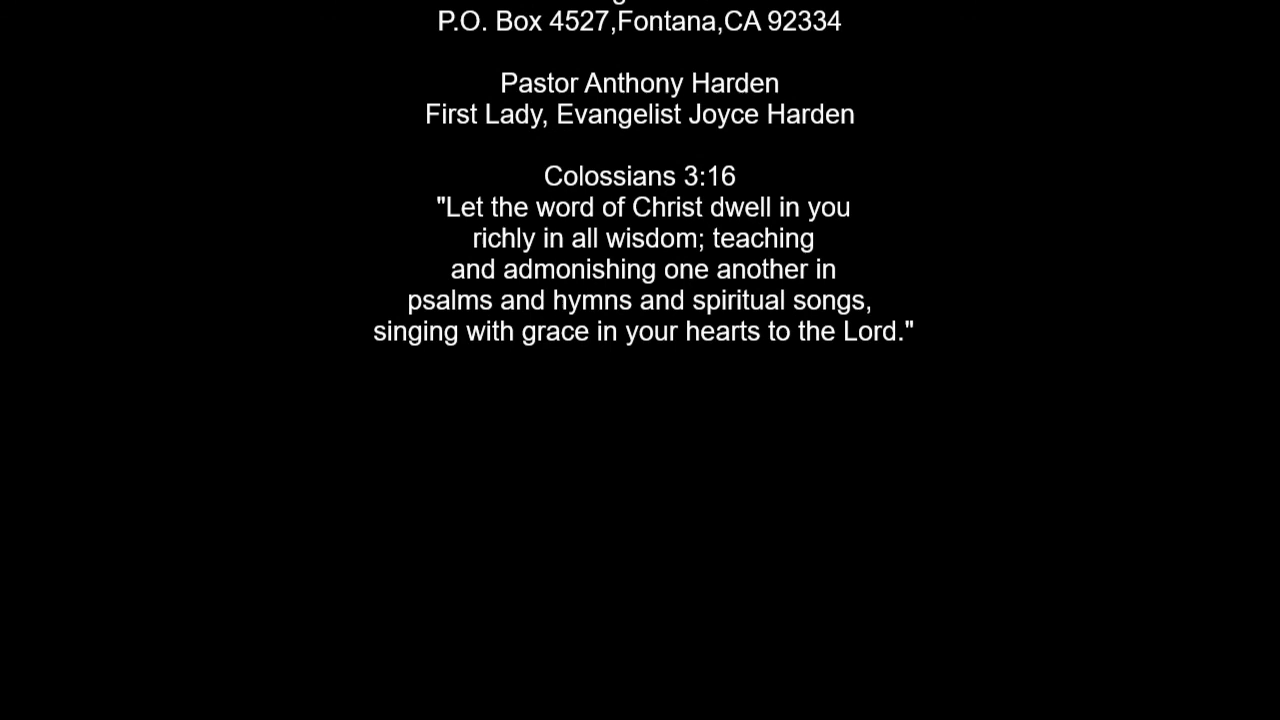 P.O. Box 4527,Fontana,CA 92334
Pastor Anthony Harden
First Lady, Evangelist Joyce Harden
Colossians 3:16
"Let the word of Christ dwell in you
richly in all wisdom; teaching
and admonishing one another in
psalms and hymns and spiritual songs,
singing with grace in your hearts to the Lord."